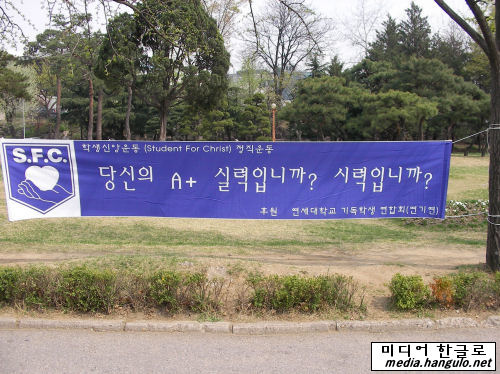 S.F.C.
학생신앙운동 (Student For Christ) 정직운동
당신의 A+ 실력입니까? 시력입니까?
후원 연세대학교 기독학생 연합회(연기연)
미디어 한글로
media.hangulo.net